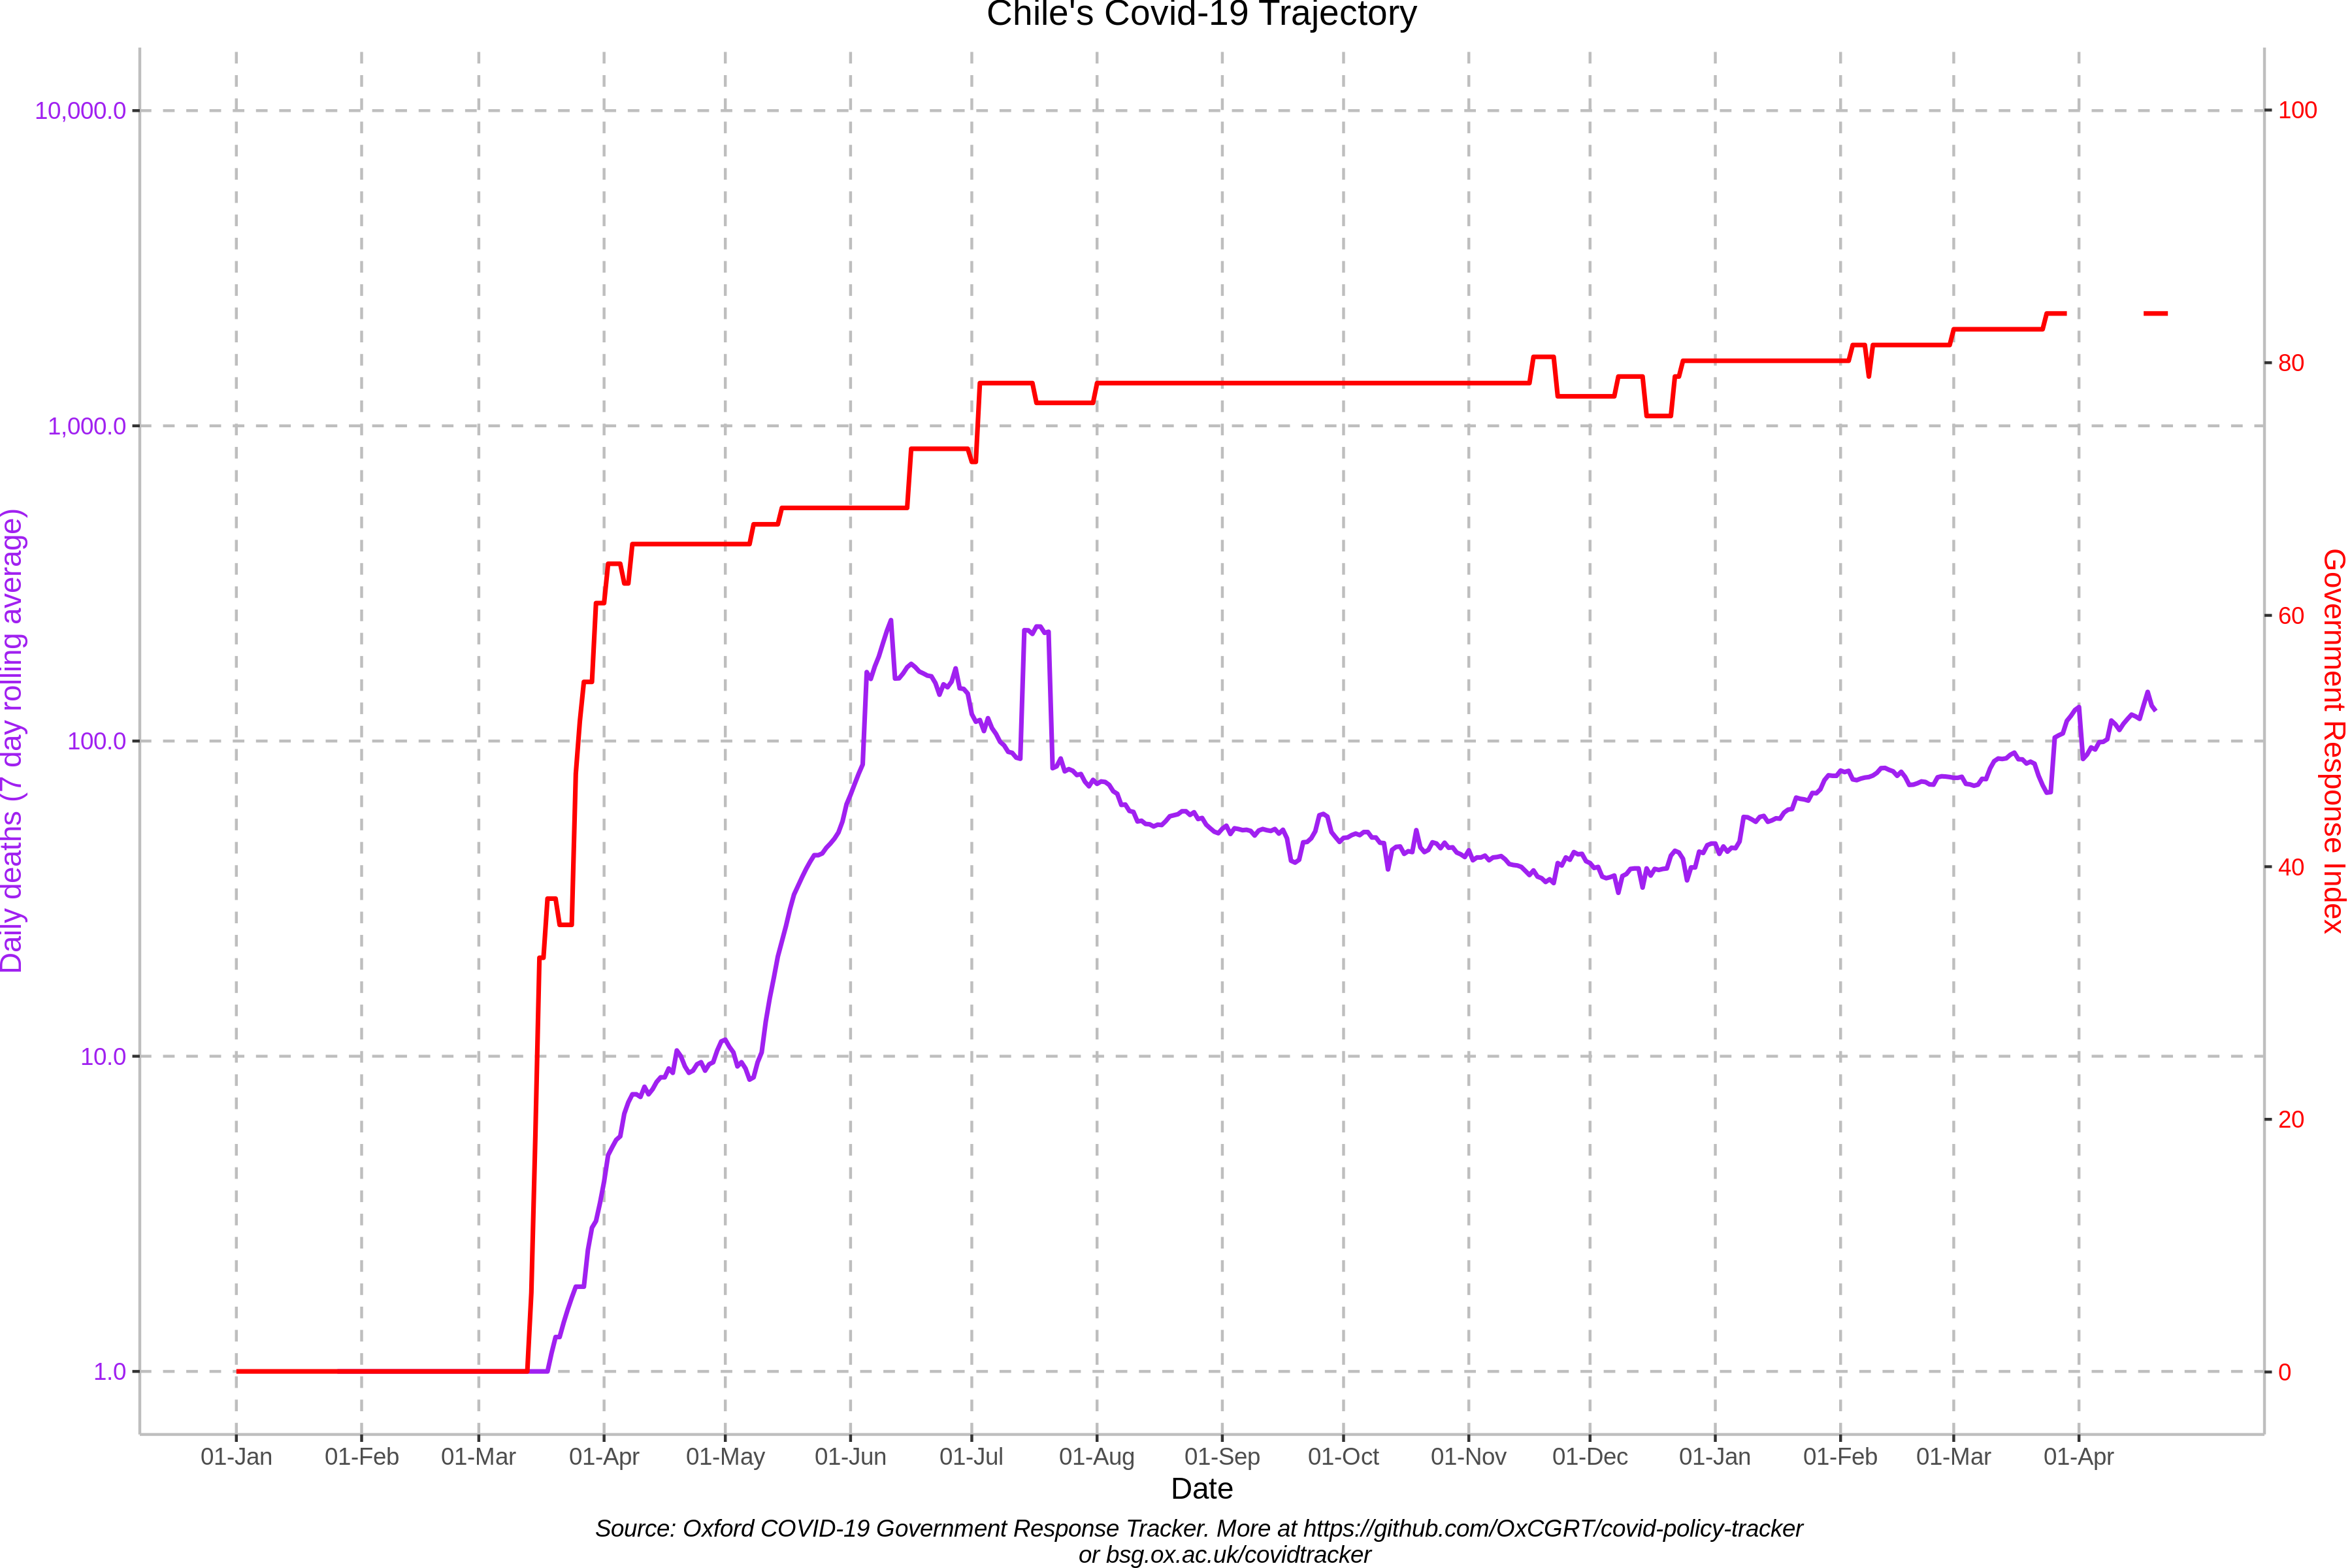 Chile's Covid-19 Trajectory
10,000.0
1,000.0
100.0
10.0
1.0
Daily deaths (7 day rolling average)
100
80
60
40
20
0
Government Response Index
01-Jan 01-Feb 01-Mar 01-Apr 01-May 01-Jun 01-Jul 01-Aug 01-Sep 01-Oct 01-Nov 01-Dec 01-Jan 01-Feb 01-Mar 01-Apr
Date
Source: Oxford COVID-19 Government Response Tracker. More at https://github.com/OxCGRT/covid-policy-tracker
or bsg.ox.ac.uk/covidtracker